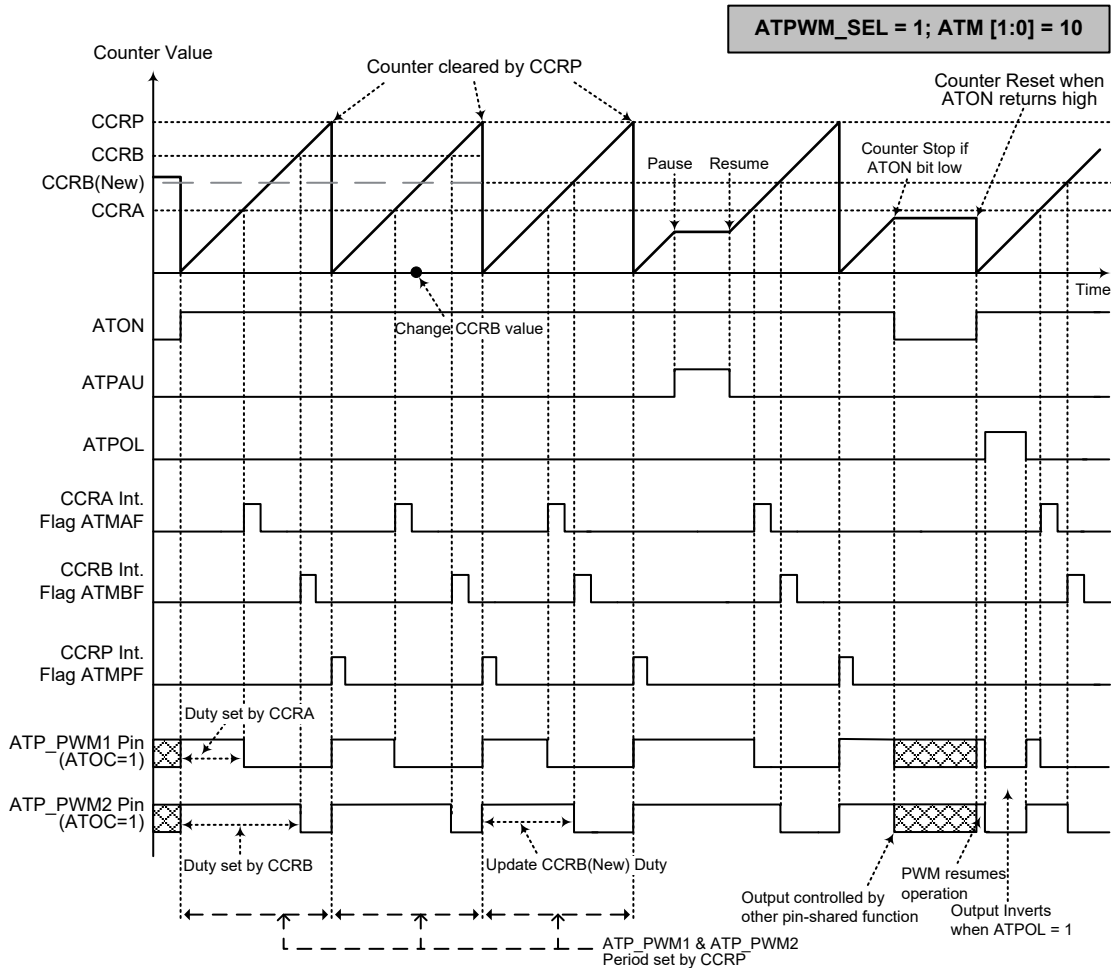 ATPWM_SEL = 1; ATM [1:0] = 10
Counter Value
Counter cleared by CCRP
Counter Reset when
ATON returns high
CCRP
CCRB
CCRB(New)
CCRA
Pause
Resume
Counter Stop if
ATON bit low
Time
Change CCRB value
ATON
ATPAU
ATPOL
CCRA Int.
Flag ATMAF
CCRB Int.
Flag ATMBF
CCRP Int.
Flag ATMPF
Duty set by CCRA
ATP_PWM1 Pin
(ATOC=1)
ATP_PWM2 Pin
(ATOC=1)
Duty set by CCRB
Update CCRB(New) Duty
Output controlled by
other pin-shared function
PWM resumes
operation
Output Inverts
when ATPOL = 1
ATP_PWM1 & ATP_PWM2
Period set by CCRP